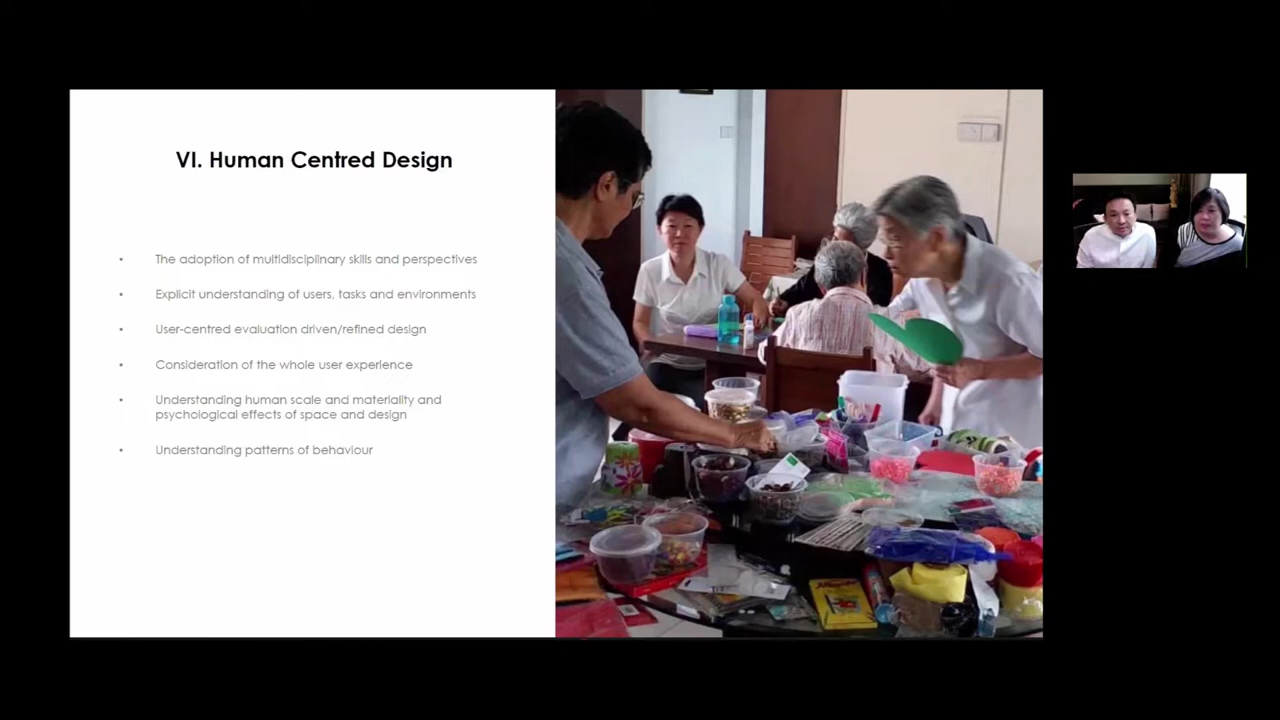 VI. Human Centred Design
• The adoption of multidisciplinary skills and perspectives
• Explicit understanding of users, tasks and environments
• User-centred evaluation driven/refined design
• Consideration of the whole user experience
• Understanding human scale and materiality and
psychological effects of space and design
• Understanding patterns of behaviour